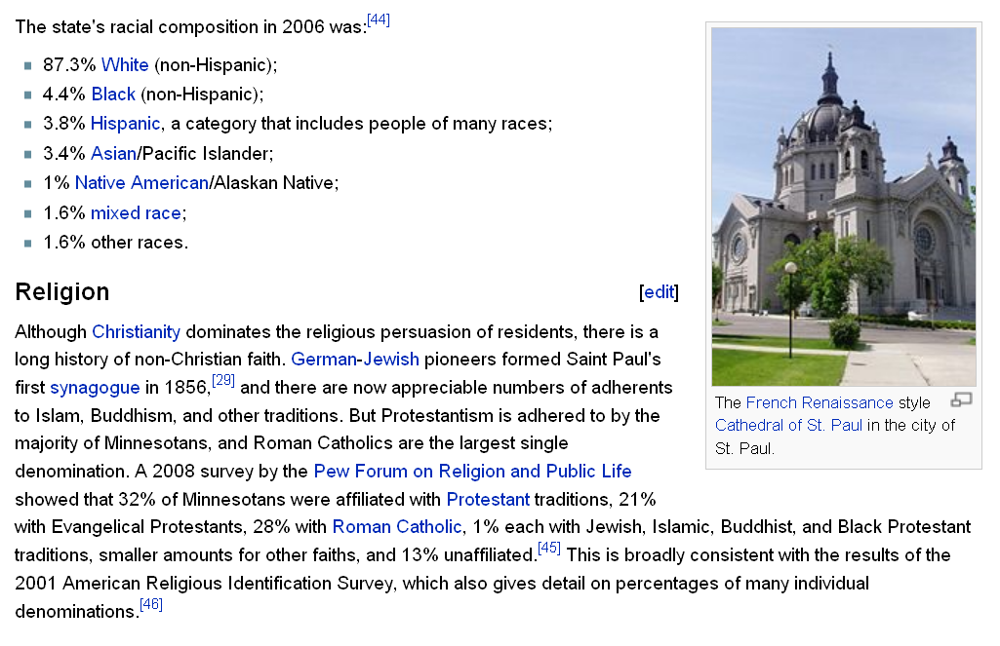 The state's racial composition in 2006 was:[44]
87.3% White (non-Hispanic);
4.4% Black (non-Hispanic);
3.8% Hispanic, a category that includes people of many races;
3.4% Asian/Pacific Islander;
1% Native American/Alaskan Native;
1.6% mixed race;
1.6% other races.
Religion [edit]
Although Christianity dominates the religious persuasion of residents, there is a
long history of non-Christian faith. German-Jewish pioneers formed Saint Paul's
first synagogue in 1856,[29] and there are now appreciable numbers of adherents
to Islam, Buddhism, and other traditions. But Protestantism is adhered to by the
majority of Minnesotans, and Roman Catholics are the largest single
denomination. A 2008 survey by the Pew Forum on Religion and Public Life
showed that 32% of Minnesotans were affiliated with Protestant traditions, 21%
with Evangelical Protestants, 28% with Roman Catholic, 1% each with Jewish, Islamic, Buddhist, and Black Protestant
traditions, smaller amounts for other faiths, and 13% unaffiliated.[45] This is broadly consistent with the results of the
2001 American Religious Identification Survey, which also gives detail on percentages of many individual
denominations.[46]
The French Renaissance style
Cathedral of St. Paul in the city of
St. Paul.